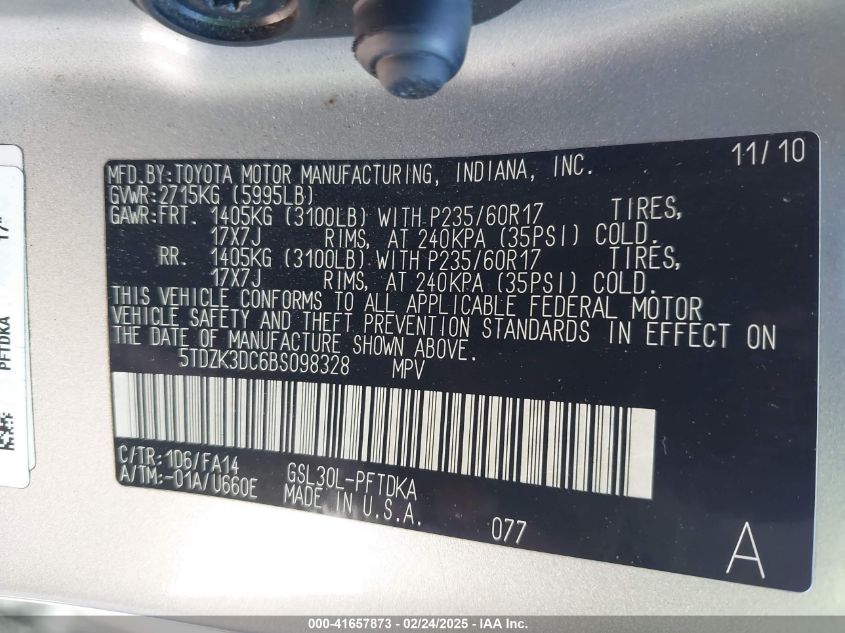 MFD.BY:TOYOTA MOTOR MANUFACTURING, INDIANA, INC. 11/10
GVWR:2715KG (5995LB)
GAWR:FRT. 1405KG (3100LB) WITH P235/60R17 TIRES,
17X7J RIMS, AT 240KPA (35PSI) COLD.
RR. 1405KG (3100LB) WITH P235/60R17 TIRES,
17X7J RIMS, AT 240KPA (35PSI) COLD.
THIS VEHICLE CONFORMS TO ALL APPLICABLE FEDERAL MOTOR
VEHICLE SAFETY AND THEFT PREVENTION STANDARDS IN EFFECT ON
THE DATE OF MANUFACTURE SHOWN ABOVE.
5TDZK3DC6BS098328 MPV
C/TR:1D6/FA14 GSL30L-PFTDKA
A/TM:-01A/U660E MADE IN U.S.A.
077
A
PFTDKA
000-41657873 - 02/24/2025 - IAA Inc.